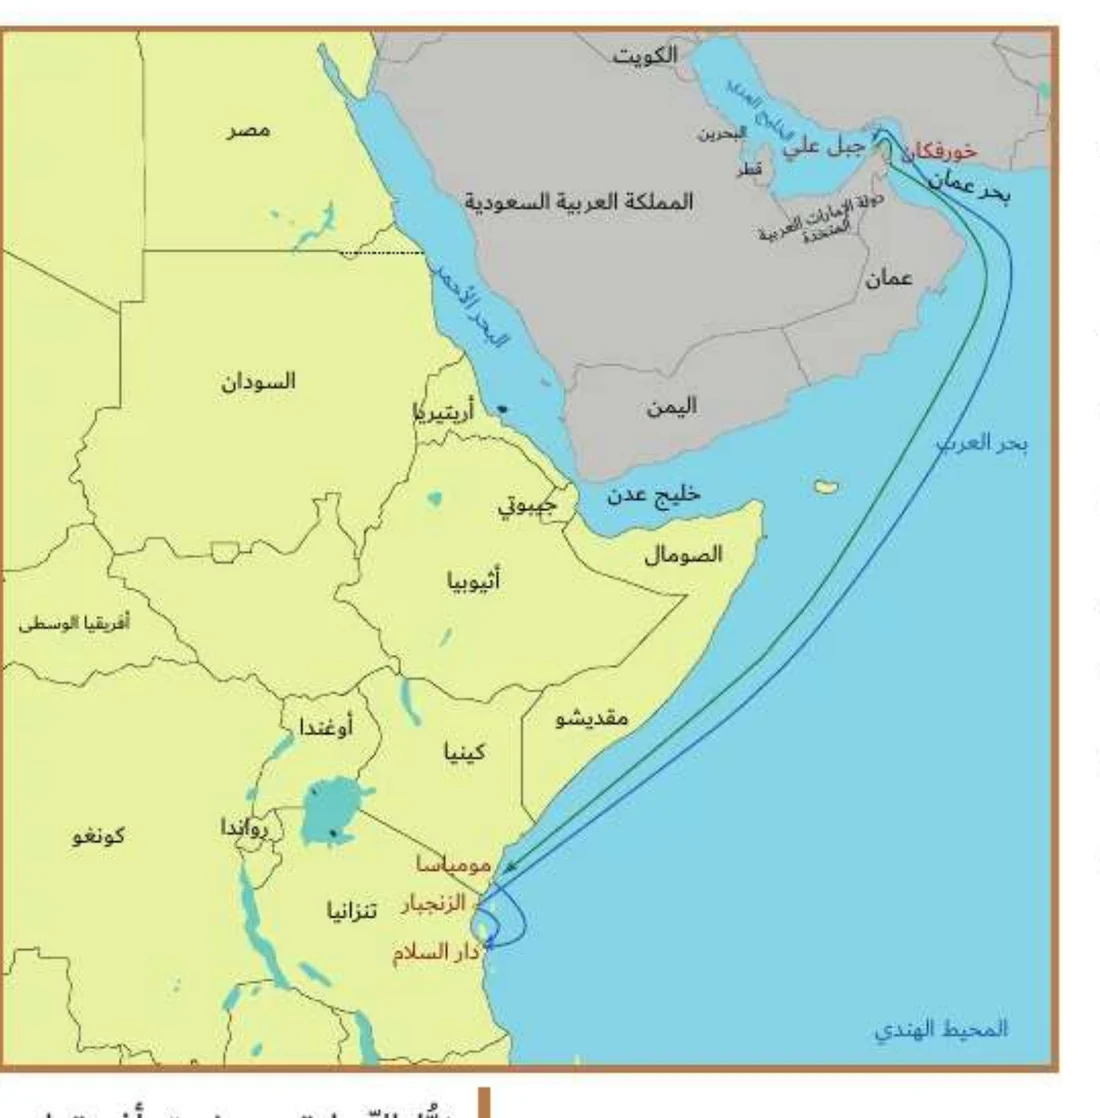 الكويت
الخليج العربي
مصر
البحرين
جبل علي
خورفكان
قطر
بحر عمان
المملكة العربية السعودية
دولة الإمارات العربية
المتحدة
عمان
البحر الأحمر
السودان
أريتيريا
اليمن
بحر العرب
خليج عدن
جيبوتي
الصومال
أثيوبيا
أفريقيا الوسطى
مقديشو
أوغندا
كينيا
رواندا
كونغو
مومباسا
الزنجبار
تنزانيا
دار السلام
المحيط الهندي